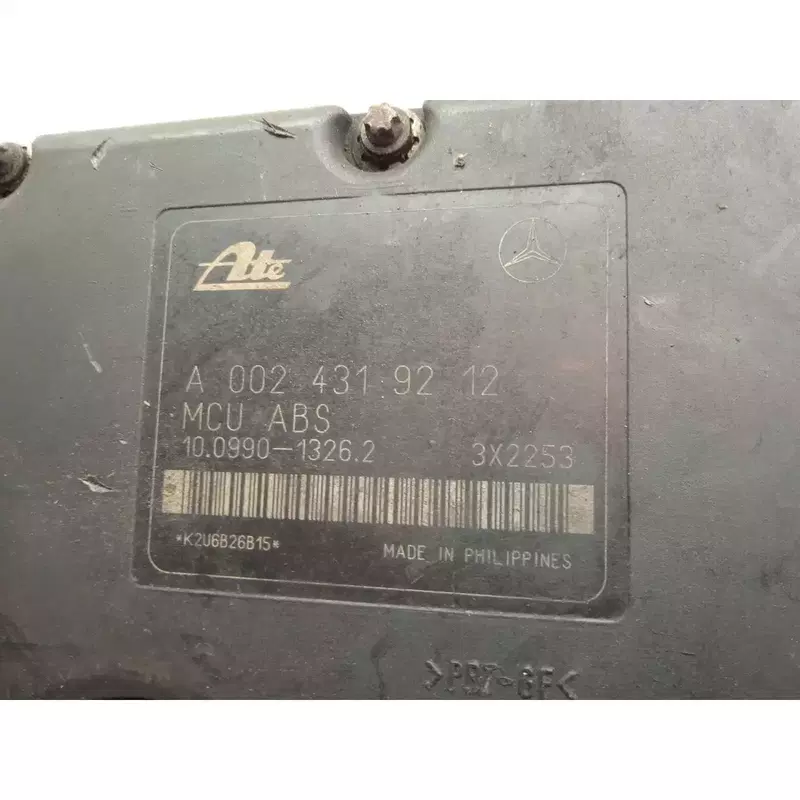 Ate
A 002 431 92 12
MCU ABS
10.0990-1326.2 3X2253
*K2U6B26B15*
MADE IN PHILIPPINES